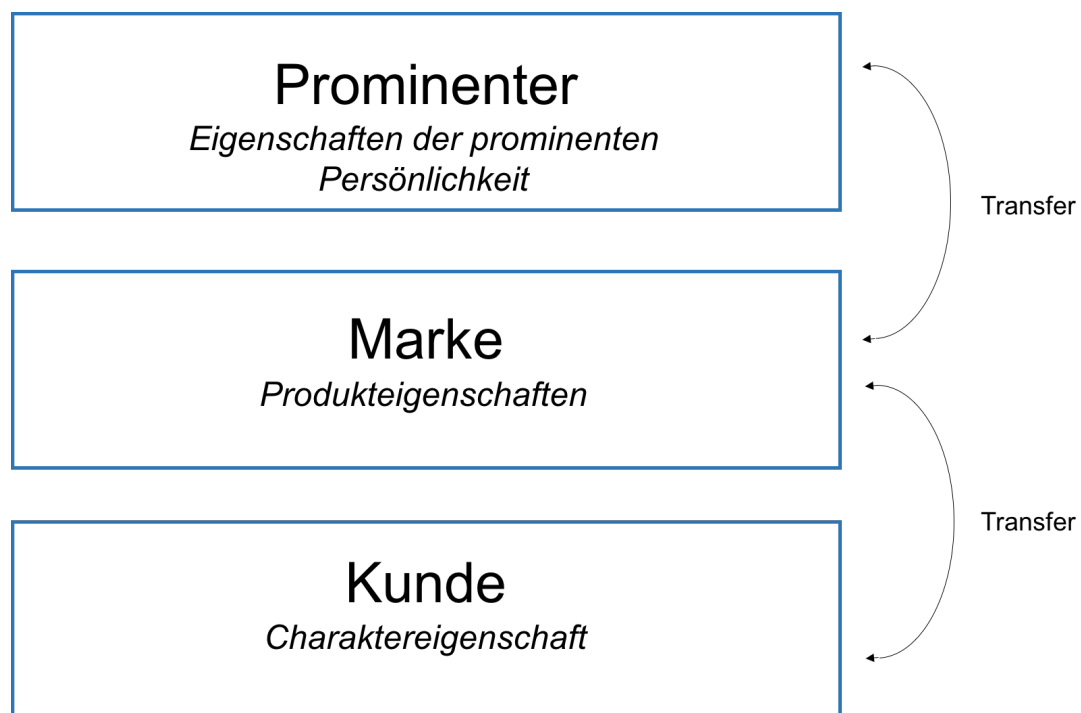 Prominenter
Eigenschaften der prominenten
Persönlichkeit
Transfer
Marke
Produkteigenschaften
Transfer
Kunde
Charaktereigenschaft